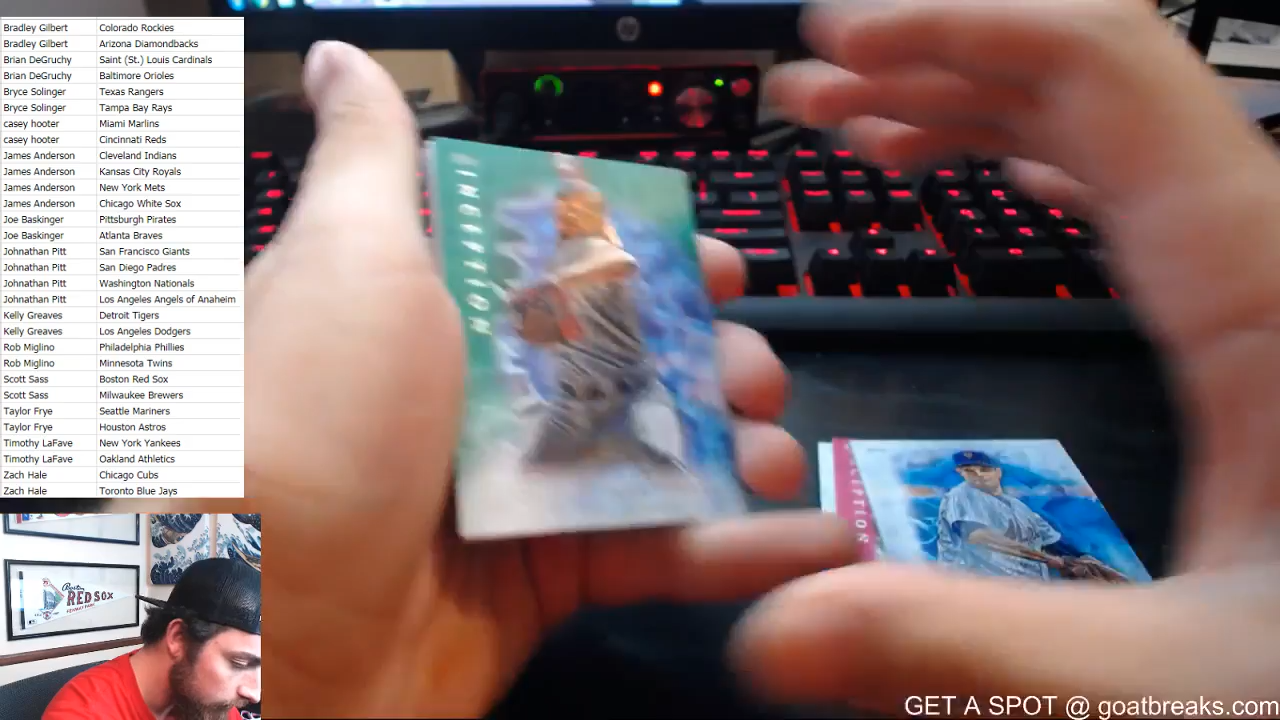 Bradley Gilbert Colorado Rockies
Bradley Gilbert Arizona Diamondbacks
Brian DeGruchy Saint (St.) Louis Cardinals
Brian DeGruchy Baltimore Orioles
Bryce Solinger Texas Rangers
Bryce Solinger Tampa Bay Rays
casey hooter Miami Marlins
casey hooter Cincinnati Reds
James Anderson Cleveland Indians
James Anderson Kansas City Royals
James Anderson New York Mets
James Anderson Chicago White Sox
Joe Baskinger Pittsburgh Pirates
Joe Baskinger Atlanta Braves
Johnathan Pitt San Francisco Giants
Johnathan Pitt San Diego Padres
Johnathan Pitt Washington Nationals
Johnathan Pitt Los Angeles Angels of Anaheim
Kelly Greaves Detroit Tigers
Kelly Greaves Los Angeles Dodgers
Rob Miglino Philadelphia Phillies
Rob Miglino Minnesota Twins
Scott Sass Boston Red Sox
Scott Sass Milwaukee Brewers
Taylor Frye Seattle Mariners
Taylor Frye Houston Astros
Timothy LaFave New York Yankees
Timothy LaFave Oakland Athletics
Zach Hale Chicago Cubs
Zach Hale Toronto Blue Jays
INCEPTION
Boston
RED SOX
GET A SPOT @ goatbreaks.com